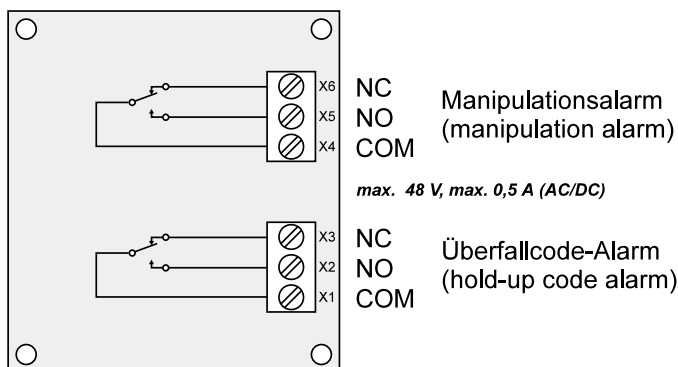 X6 NC
X5 NO
X4 COM
Manipulationsalarm
(manipulation alarm)
max. 48 V, max. 0,5 A (AC/DC)
X3 NC
X2 NO
X1 COM
Überfallcode-Alarm
(hold-up code alarm)